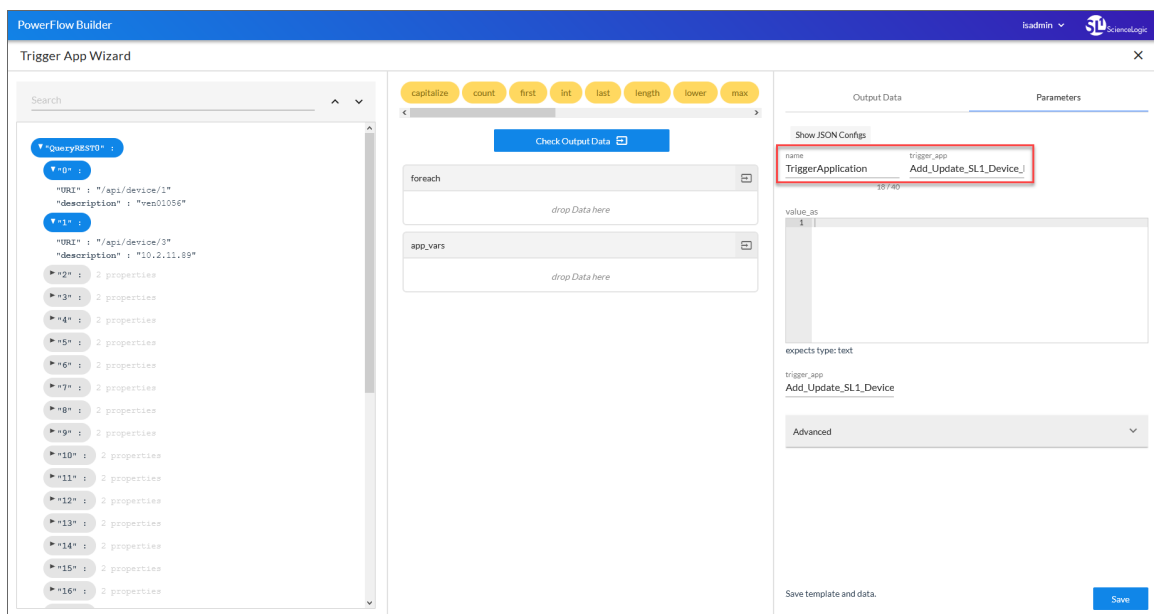 PowerFlow Builder
isadmin
SL ScienceLogic
Trigger App Wizard
Search
"QueryREST0" :
"0" :
"URI" : "/api/device/1"
"description" : "ven01056"
"1" :
"URI" : "/api/device/3"
"description" : "10.2.11.89"
"2" : 2 properties
"3" : 2 properties
"4" : 2 properties
"5" : 2 properties
"6" : 2 properties
"7" : 2 properties
"8" : 2 properties
"9" : 2 properties
"10" : 2 properties
"11" : 2 properties
"12" : 2 properties
"13" : 2 properties
"14" : 2 properties
"15" : 2 properties
"16" : 2 properties
capitalize count first int last length lower max
Check Output Data
foreach
drop Data here
app_vars
drop Data here
Output Data Parameters
Show JSON Configs
name trigger_app
TriggerApplication Add_Update_SL1_Device_
18 / 40
value_as
1
expects type: text
trigger_app
Add_Update_SL1_Device
Advanced
Save template and data.
Save